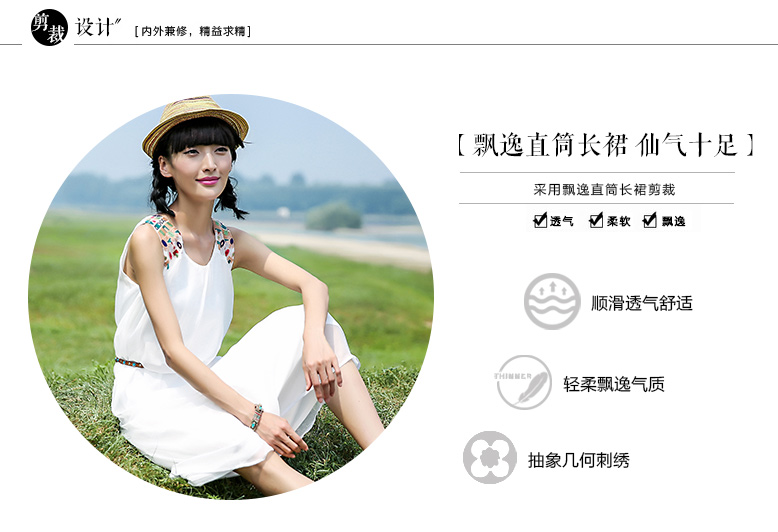 剪裁 设计〃 [ 内外兼修，精益求精 ]
【 飘逸直筒长裙 仙气十足 】
采用飘逸直筒长裙剪裁
透气 柔软 飘逸
顺滑透气舒适
THINNER
轻柔飘逸气质
抽象几何刺绣